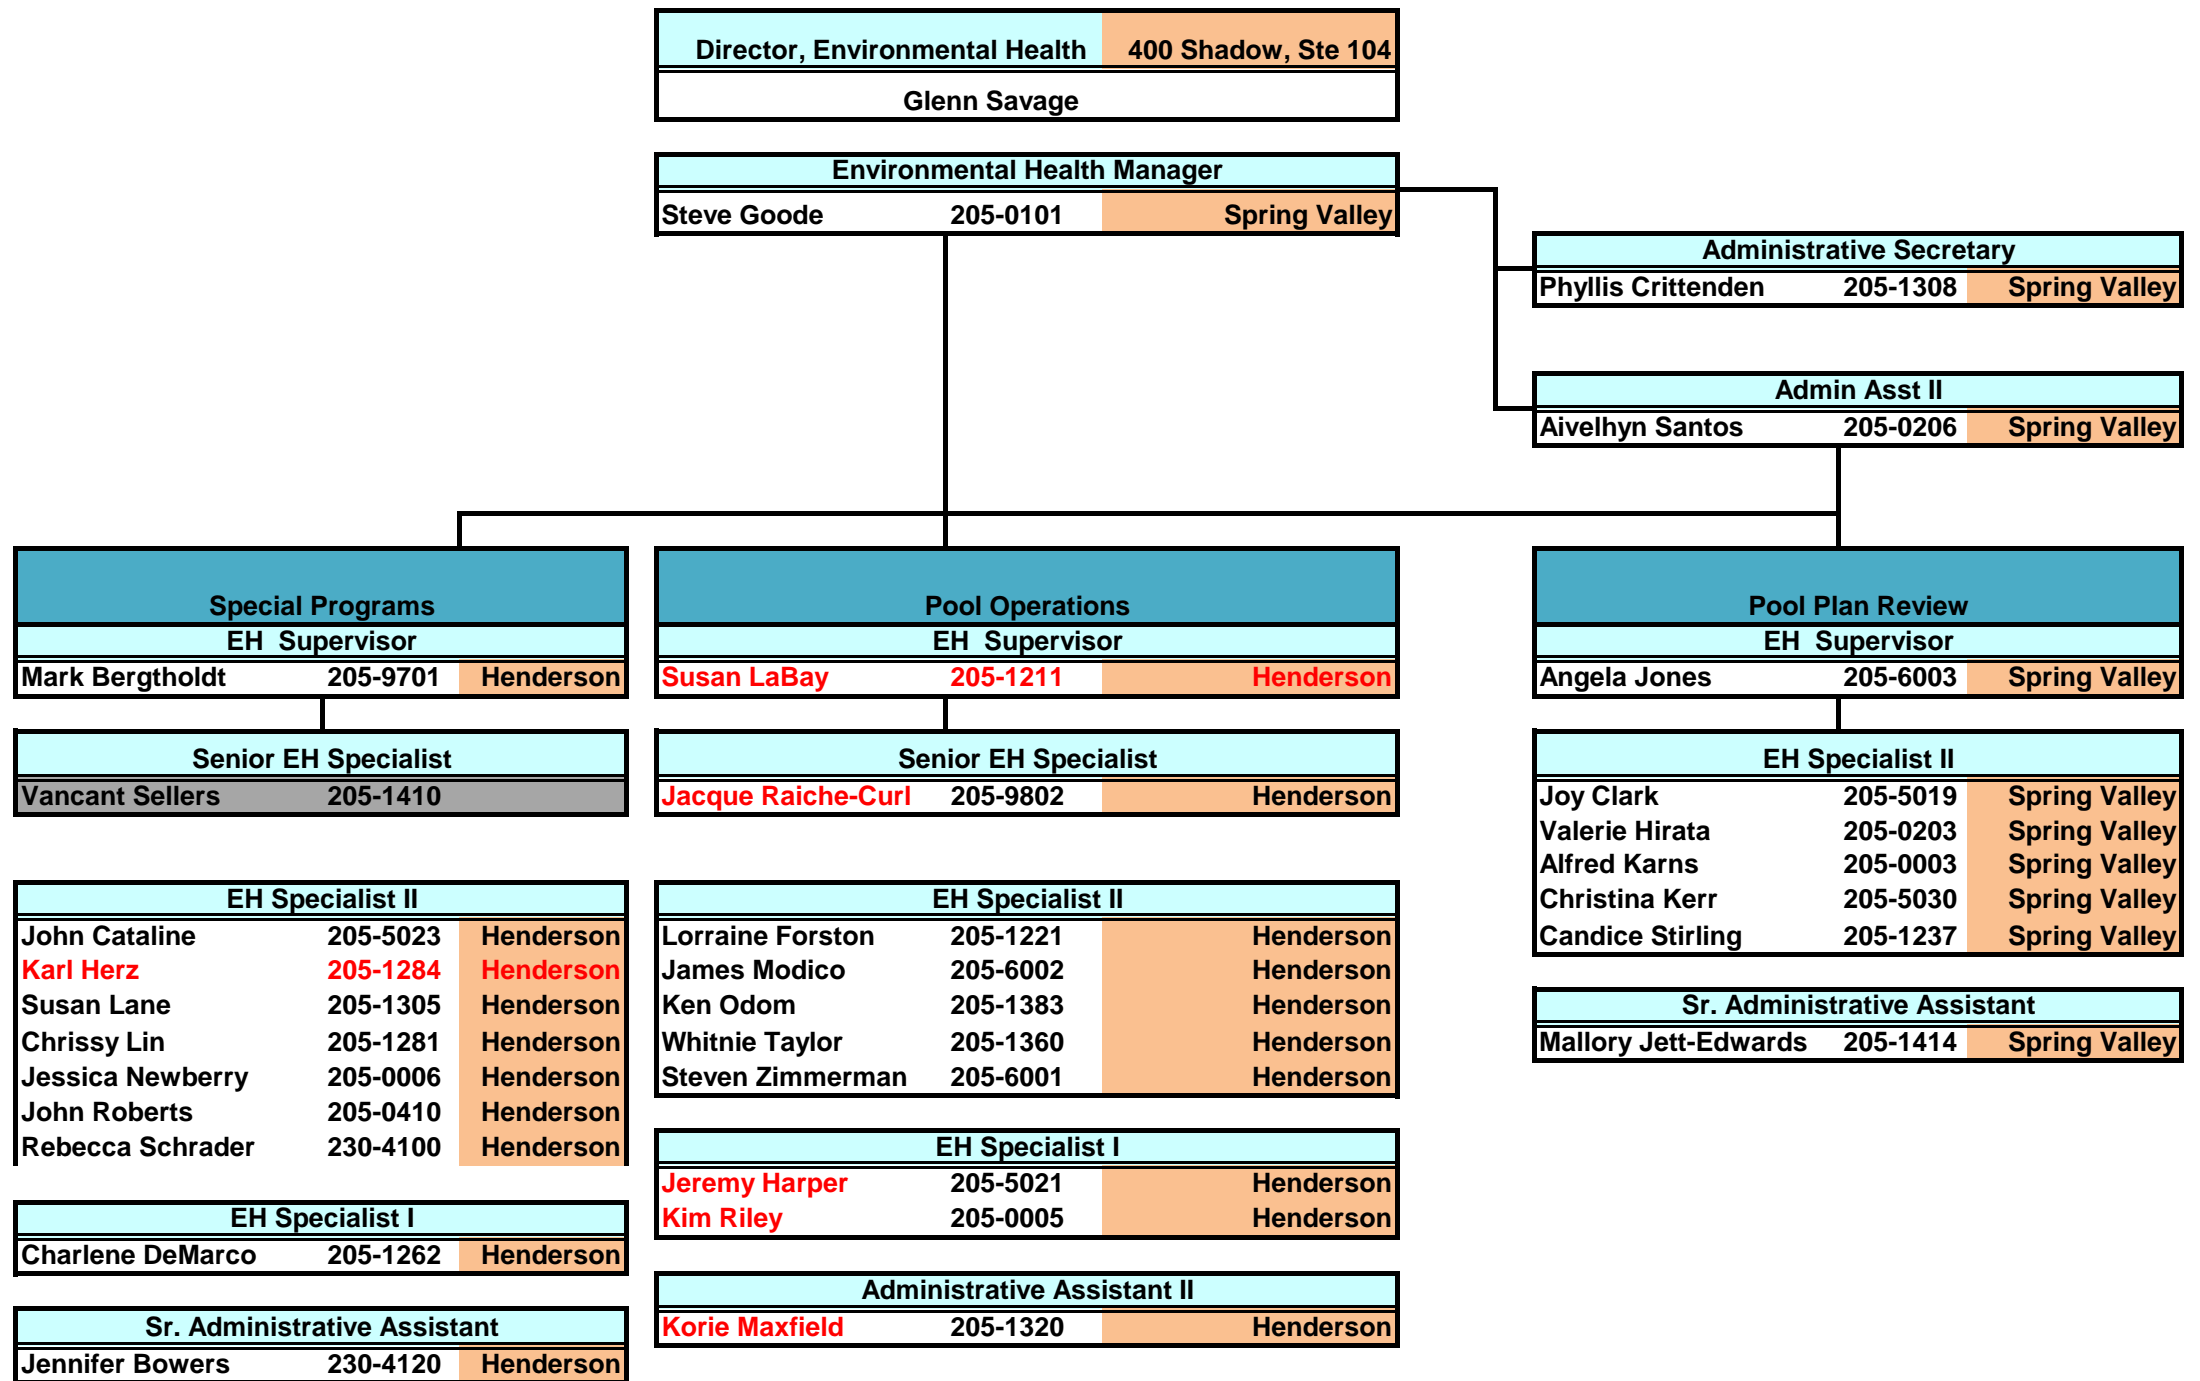 Director, Environmental Health 400 Shadow, Ste 104
Glenn Savage
Environmental Health Manager
Steve Goode 205-0101 Spring Valley
Administrative Secretary
Phyllis Crittenden 205-1308 Spring Valley
Admin Asst II
Aivelhyn Santos 205-0206 Spring Valley
Special Programs
EH Supervisor
Mark Bergtholdt 205-9701 Henderson
Senior EH Specialist
Vancant Sellers 205-1410
EH Specialist II
John Cataline 205-5023 Henderson
Karl Herz 205-1284 Henderson
Susan Lane 205-1305 Henderson
Chrissy Lin 205-1281 Henderson
Jessica Newberry 205-0006 Henderson
John Roberts 205-0410 Henderson
Rebecca Schrader 230-4100 Henderson
EH Specialist I
Charlene DeMarco 205-1262 Henderson
Sr. Administrative Assistant
Jennifer Bowers 230-4120 Henderson
Pool Operations
EH Supervisor
Susan LaBay 205-1211 Henderson
Senior EH Specialist
Jacque Raiche-Curl 205-9802 Henderson
EH Specialist II
Lorraine Forston 205-1221 Henderson
James Modico 205-6002 Henderson
Ken Odom 205-1383 Henderson
Whitnie Taylor 205-1360 Henderson
Steven Zimmerman 205-6001 Henderson
EH Specialist I
Jeremy Harper 205-5021 Henderson
Kim Riley 205-0005 Henderson
Administrative Assistant II
Korie Maxfield 205-1320 Henderson
Pool Plan Review
EH Supervisor
Angela Jones 205-6003 Spring Valley
EH Specialist II
Joy Clark 205-5019 Spring Valley
Valerie Hirata 205-0203 Spring Valley
Alfred Karns 205-0003 Spring Valley
Christina Kerr 205-5030 Spring Valley
Candice Stirling 205-1237 Spring Valley
Sr. Administrative Assistant
Mallory Jett-Edwards 205-1414 Spring Valley